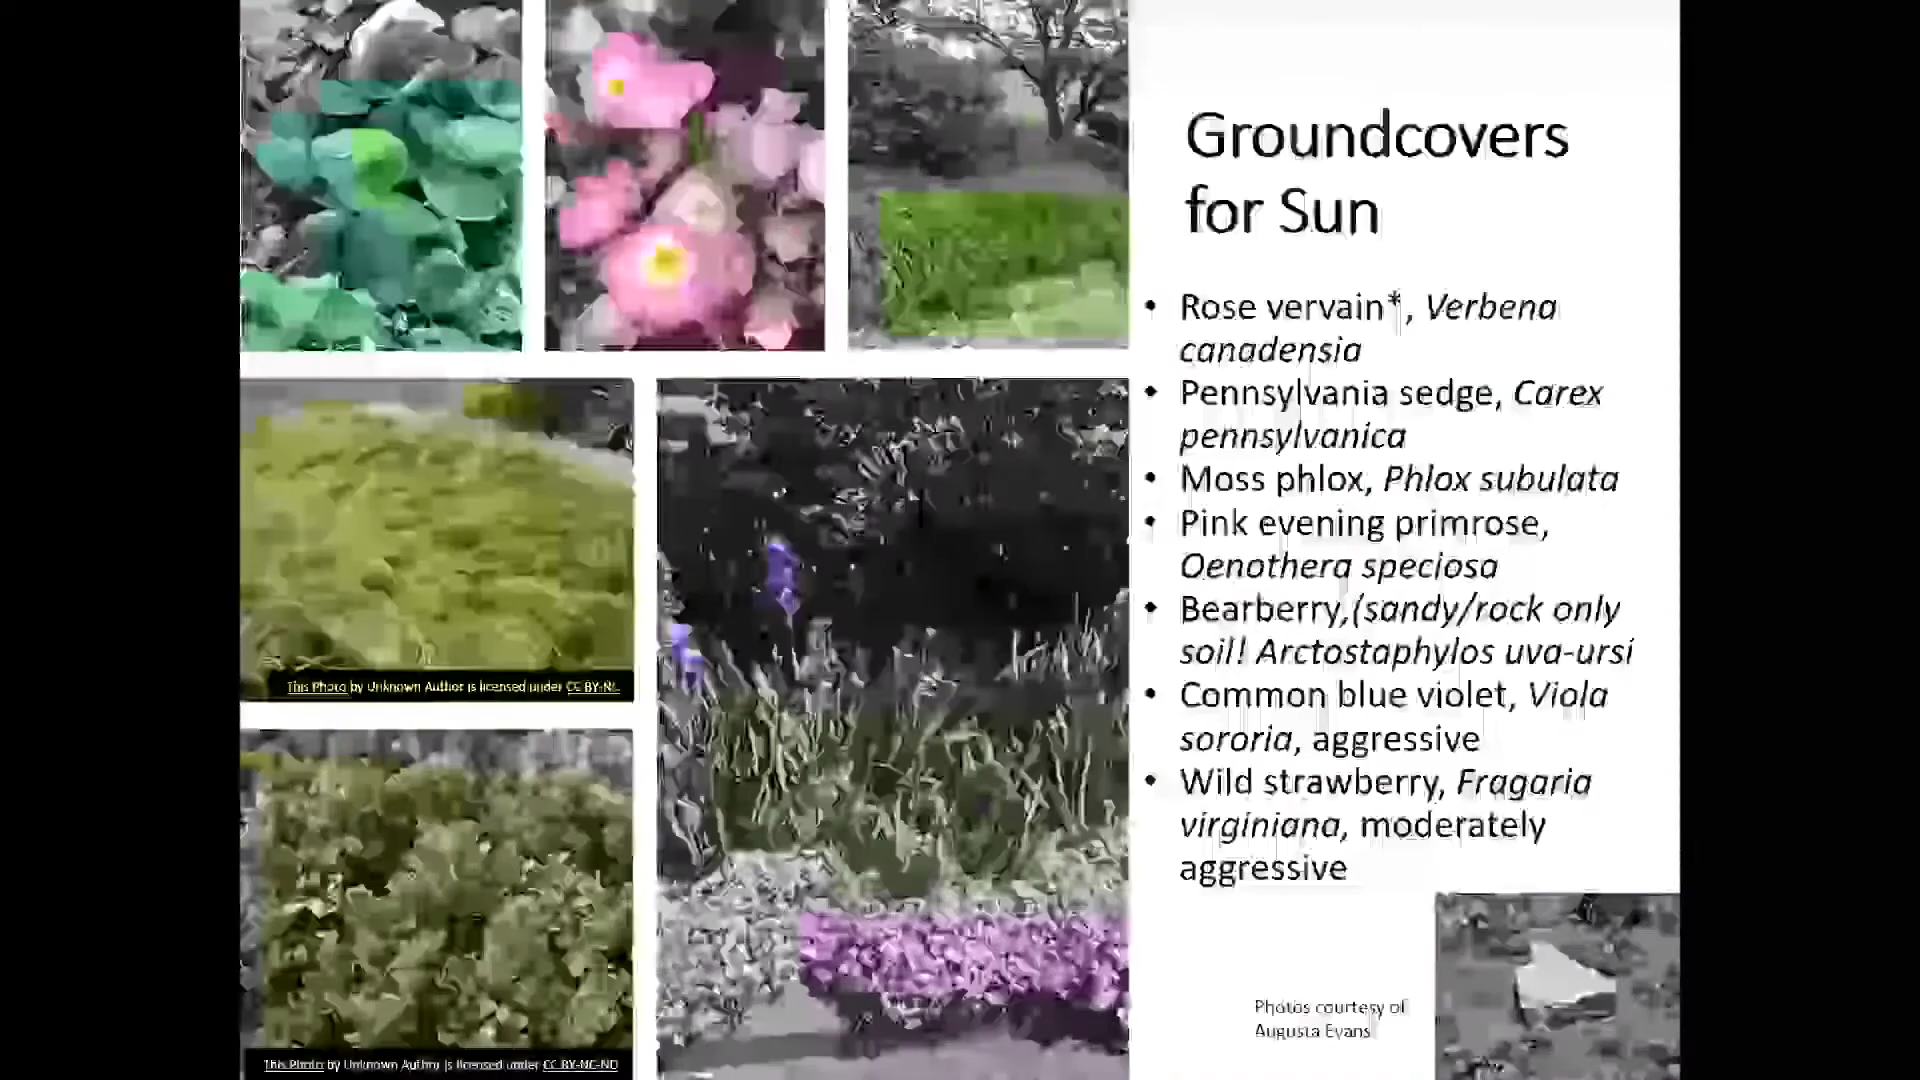 Groundcovers
for Sun
• Rose vervain*, Verbena
canadensia
• Pennsylvania sedge, Carex
pennsylvanica
• Moss phlox, Phlox subulata
• Pink evening primrose,
Oenothera speciosa
• Bearberry,(sandy/rock only
soil! Arctostaphylos uva-ursi
• Common blue violet, Viola
sororia, aggressive
• Wild strawberry, Fragaria
virginiana, moderately
aggressive
This Photo by Unknown Author is licensed under CC BY-NC
This Photo by Unknown Author is licensed under CC BY-NC-ND
Photos courtesy of
Augusta Evans